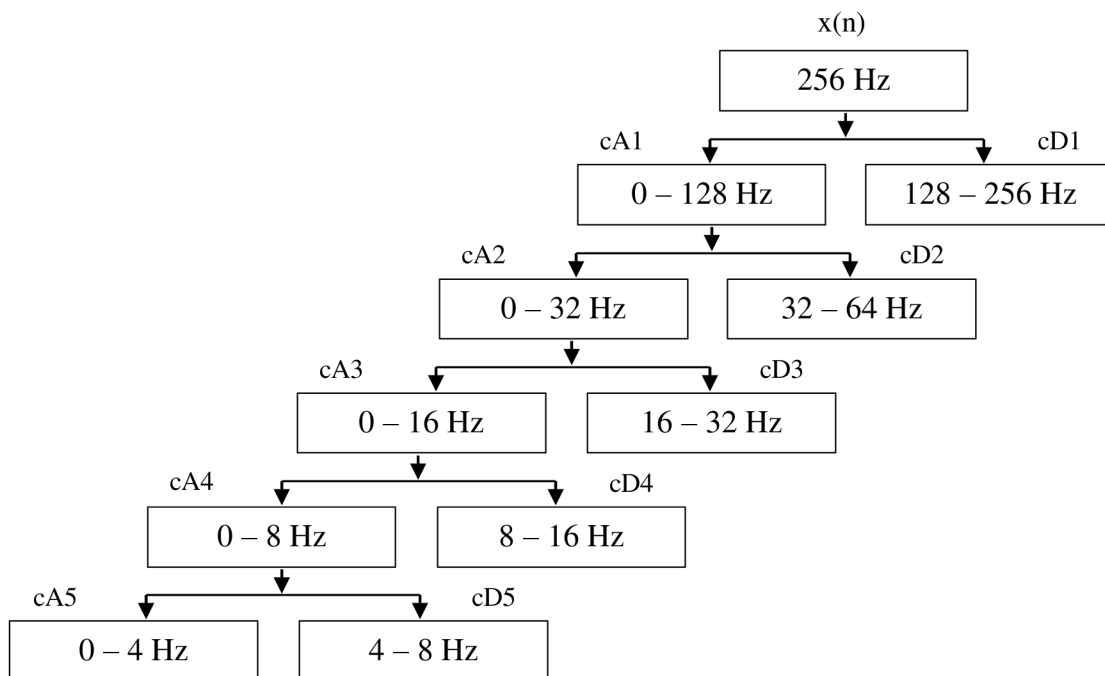 x(n)
256 Hz
cA1
cD1
0 – 128 Hz
128 – 256 Hz
cA2
cD2
0 – 32 Hz
32 – 64 Hz
cA3
cD3
0 – 16 Hz
16 – 32 Hz
cA4
cD4
0 – 8 Hz
8 – 16 Hz
cA5
cD5
0 – 4 Hz
4 – 8 Hz